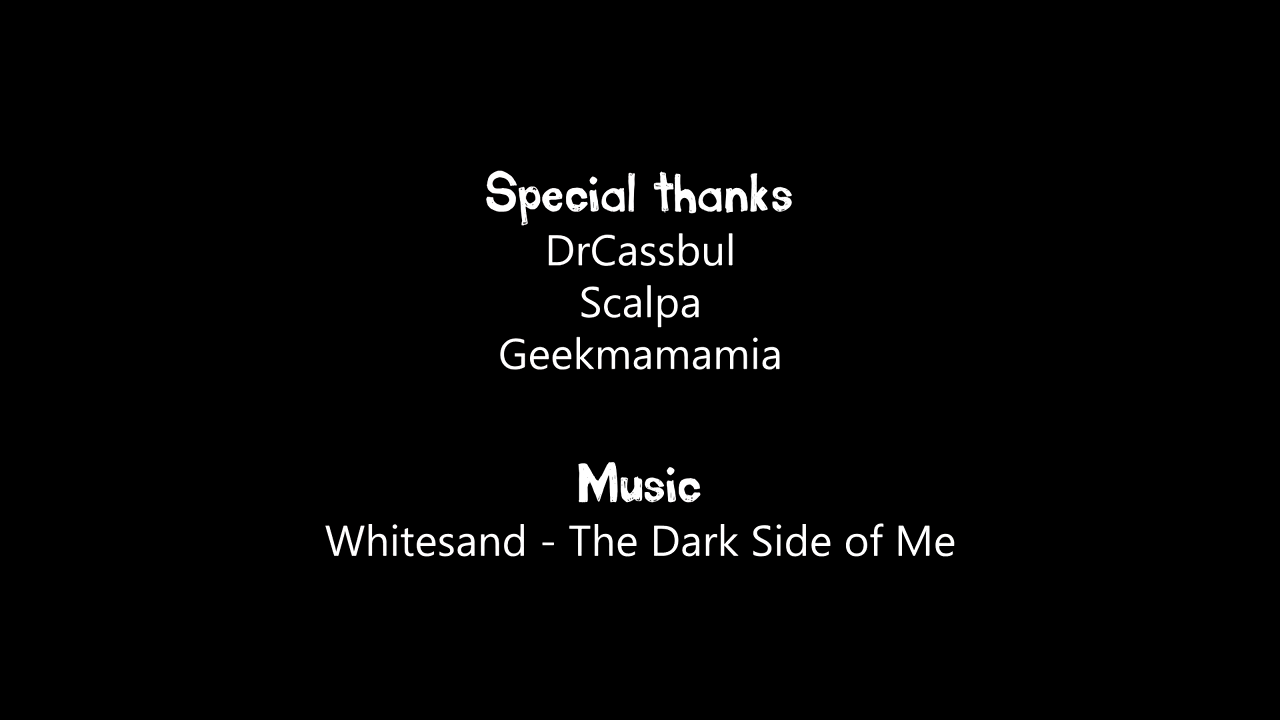 Special thanks
DrCassbul
Scalpa
Geekmamamia
Music
Whitesand - The Dark Side of Me